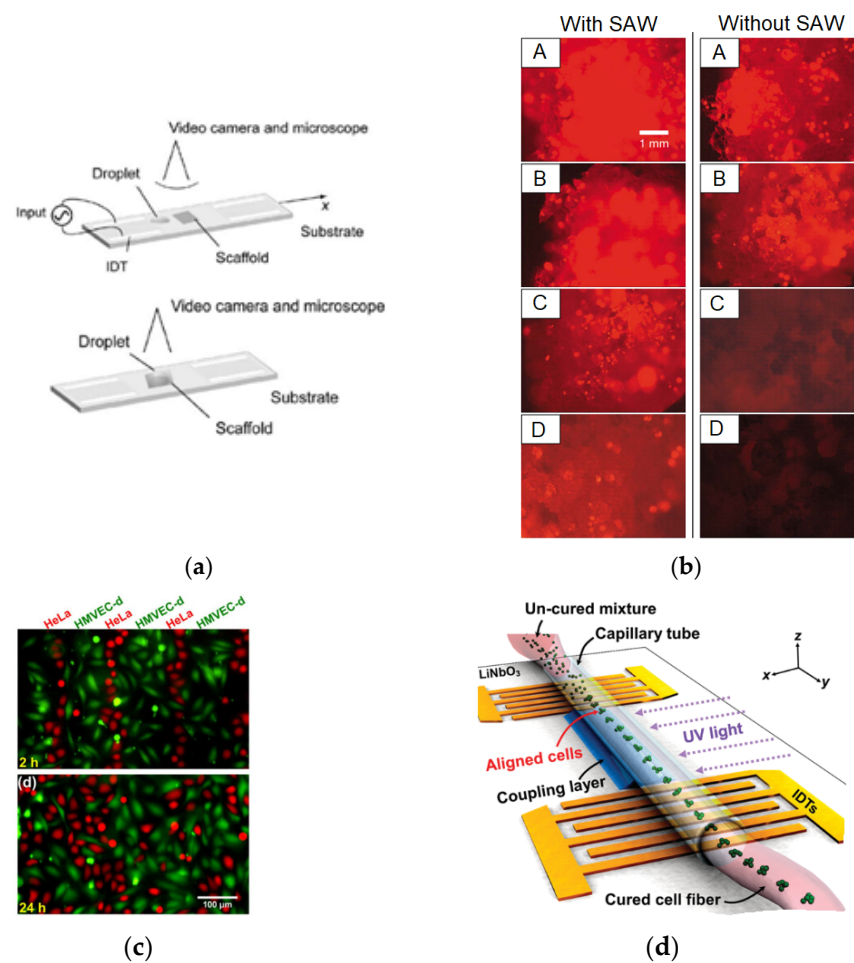 Video camera and microscope
Droplet
Input
x
Substrate
IDT
Scaffold
Video camera and microscope
Droplet
Substrate
Scaffold
(a)
With SAW
Without SAW
A
A
1 mm
B
B
C
C
D
D
(b)
HeLa HMVEC-d HeLa HMVEC-d HeLa HMVEC-d
2 h
(d)
24 h
100 µm
(c)
Un-cured mixture
Capillary tube
LiNbO3
z
x
y
UV light
Aligned cells
Coupling layer
IDTs
Cured cell fiber
(d)